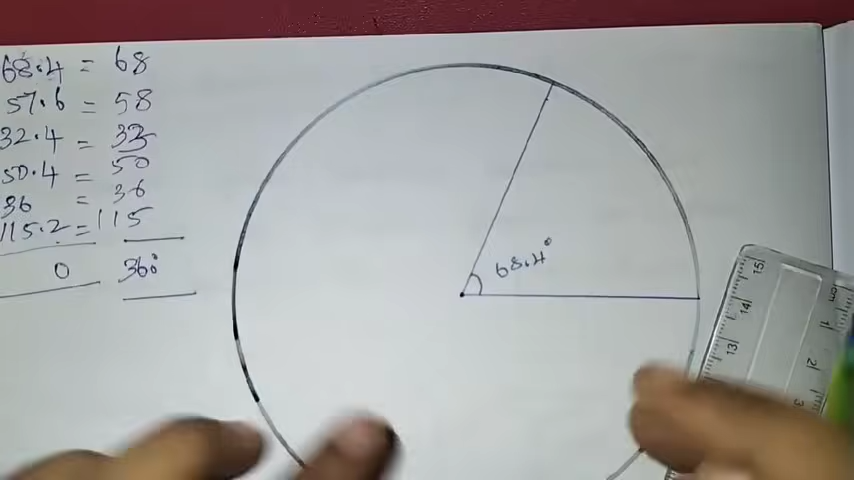 68.4 = 68
57.6 = 58
32.4 = 33
50.4 = 50
36 = 36
115.2 = 115
0 360
68.4°
15
14
13
cm
1
2
3